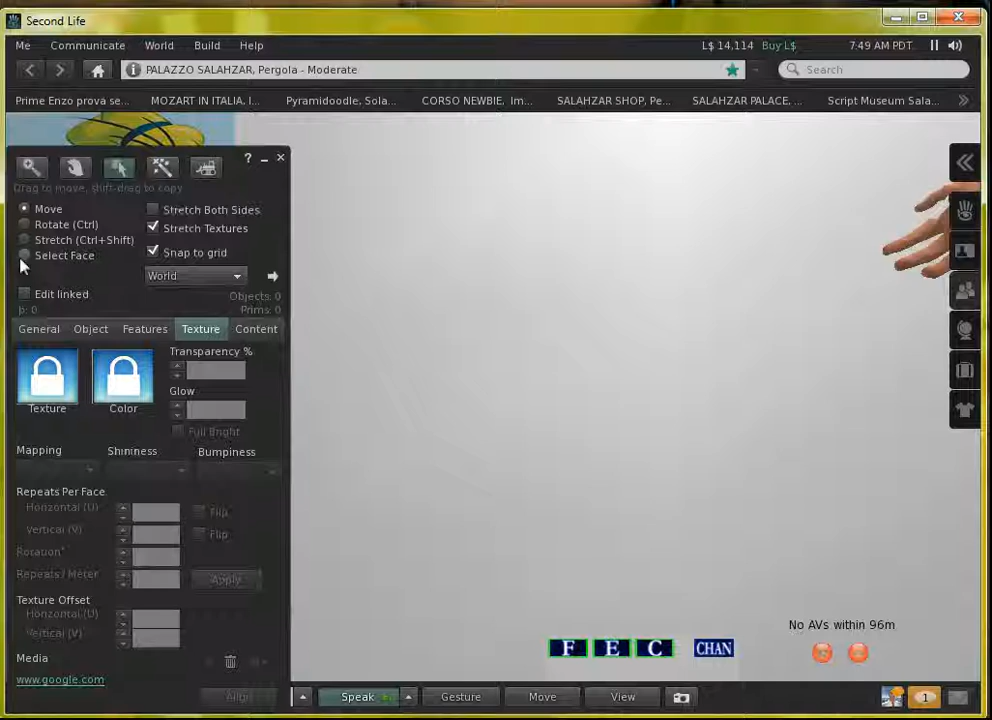 Second Life
Me Communicate World Build Help L$ 14,114 Buy L$ 7:49 AM PDT
PALAZZO SALAHZAR, Pergola - Moderate Search
Prime Enzo prova se... MOZART IN ITALIA, I... Pyramidoodle, Sola... CORSO NEWBIE, Im... SALAHZAR SHOP, Pe... SALAHZAR PALACE, ... Script Museum Sala...
?
Drag to move, shift-drag to copy
Move Stretch Both Sides
Rotate (Ctrl) Stretch Textures
Stretch (Ctrl+Shift)
Select Face Snap to grid
World
Edit linked Objects: 0
þ: 0 Prims: 0
General Object Features Texture Content
Transparency %
Glow
Texture Color
Full Bright
Mapping Shininess Bumpiness
Repeats Per Face
Horizontal (U) Flip
Vertical (V) Flip
Rotation°
Repeats / Meter Apply
Texture Offset
Horizontal (U)
Vertical (V)
Media
www.google.com
Align
No AVs within 96m
F E C CHAN
Speak Gesture Move View 1